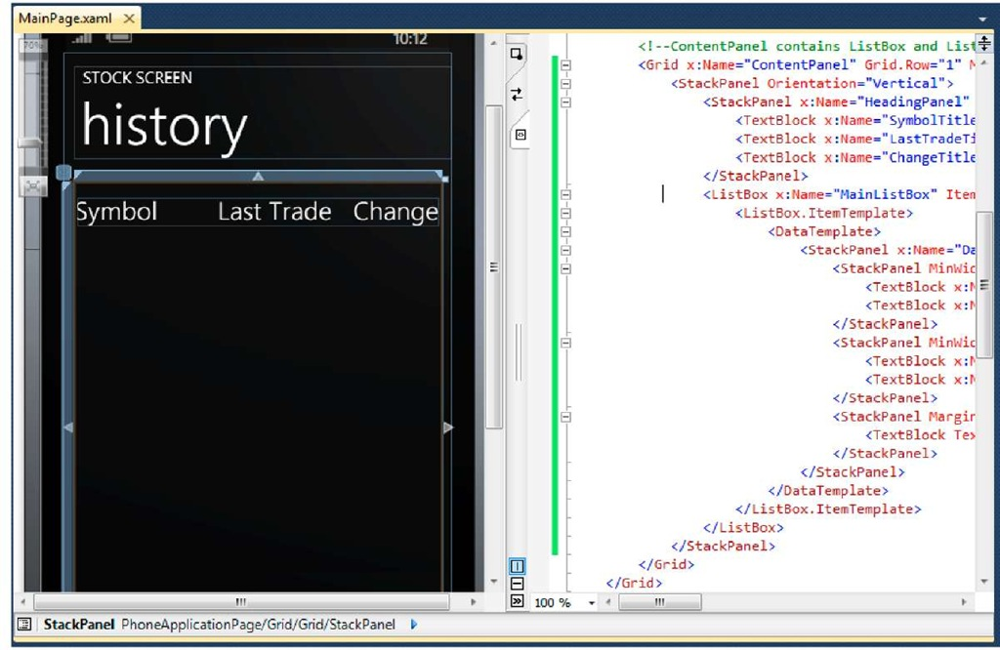 MainPage.xaml
70%
10:12
STOCK SCREEN
history
Symbol Last Trade Change
<!--ContentPanel contains ListBox and List
<Grid x:Name="ContentPanel" Grid.Row="1" M
<StackPanel Orientation="Vertical">
<StackPanel x:Name="HeadingPanel"
<TextBlock x:Name="SymbolTitle
<TextBlock x:Name="LastTradeTi
<TextBlock x:Name="ChangeTitle
</StackPanel>
<ListBox x:Name="MainListBox" Item
<ListBox.ItemTemplate>
<DataTemplate>
<StackPanel x:Name="Da
<StackPanel MinWid
<TextBlock x:N
<TextBlock x:N
</StackPanel>
<StackPanel MinWid
<TextBlock x:N
<TextBlock x:N
</StackPanel>
<StackPanel Margin
<TextBlock Tex
</StackPanel>
</StackPanel>
</DataTemplate>
</ListBox.ItemTemplate>
</ListBox>
</StackPanel>
</Grid>
</Grid>
100 %
StackPanel PhoneApplicationPage/Grid/Grid/StackPanel